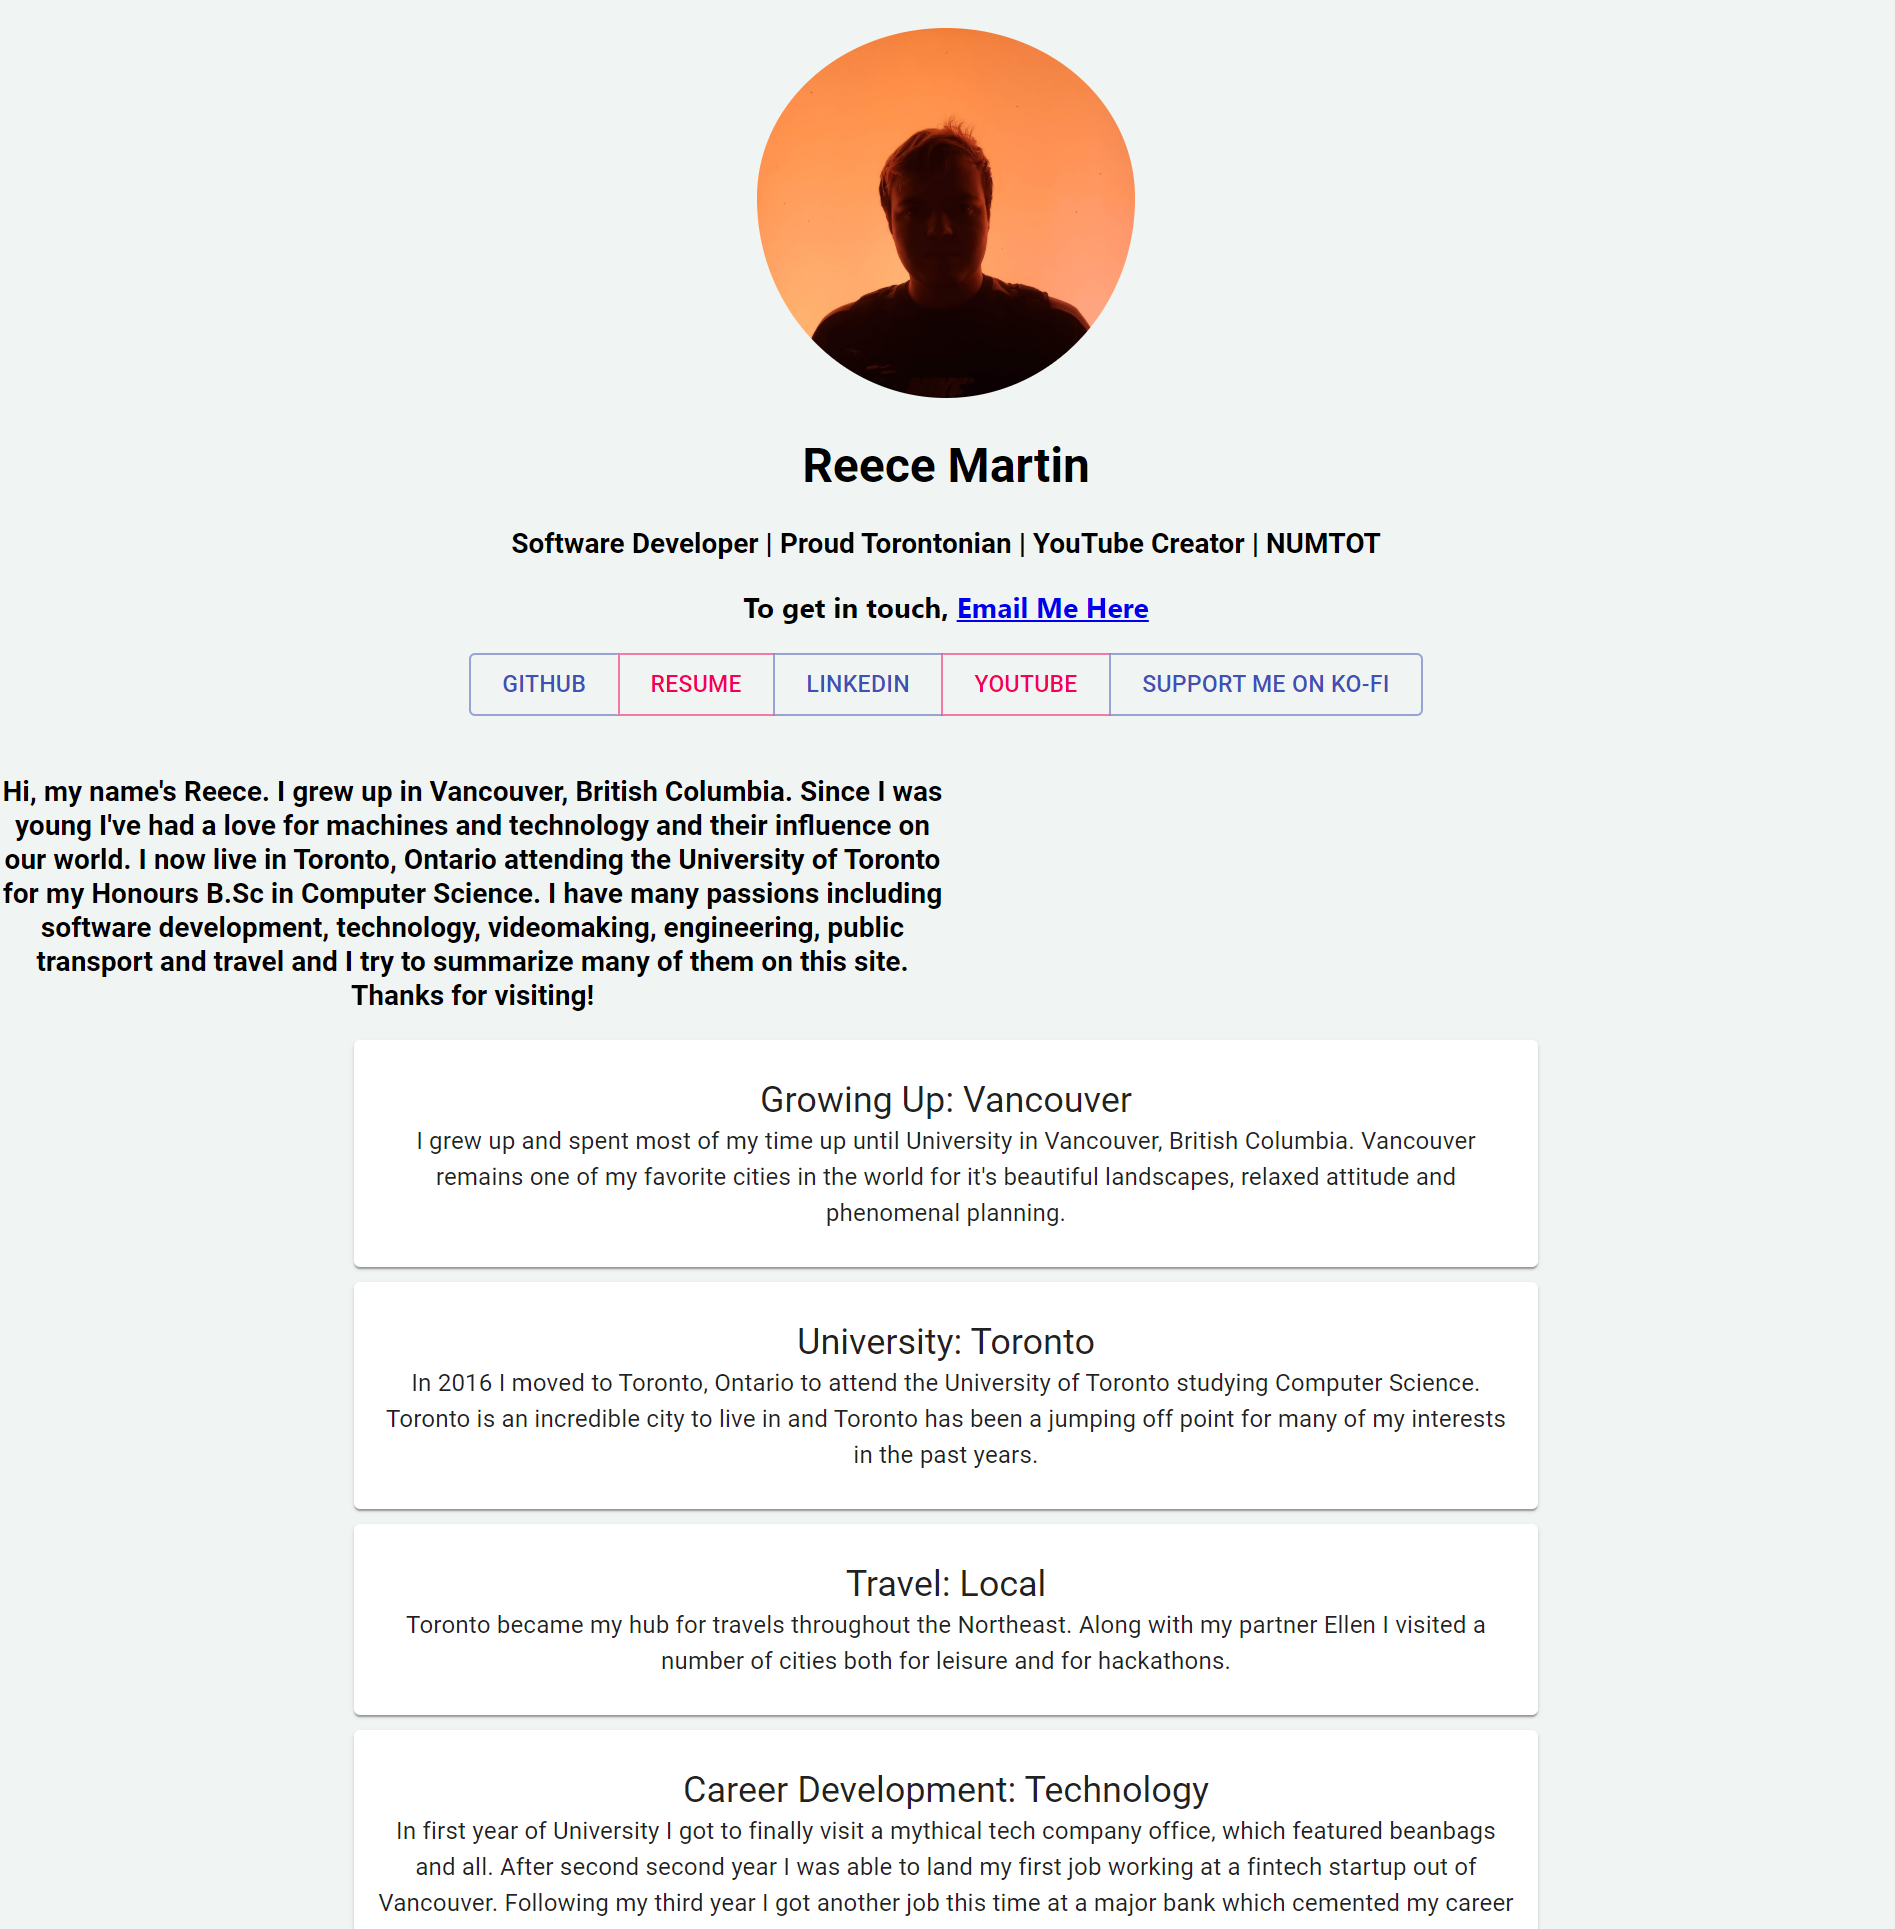 Reece Martin
Software Developer | Proud Torontonian | YouTube Creator | NUMTOT
To get in touch, Email Me Here
GITHUB RESUME LINKEDIN YOUTUBE SUPPORT ME ON KO-FI
Hi, my name's Reece. I grew up in Vancouver, British Columbia. Since I was
young I've had a love for machines and technology and their influence on
our world. I now live in Toronto, Ontario attending the University of Toronto
for my Honours B.Sc in Computer Science. I have many passions including
software development, technology, videomaking, engineering, public
transport and travel and I try to summarize many of them on this site.
Thanks for visiting!
Growing Up: Vancouver
I grew up and spent most of my time up until University in Vancouver, British Columbia. Vancouver
remains one of my favorite cities in the world for it's beautiful landscapes, relaxed attitude and
phenomenal planning.
University: Toronto
In 2016 I moved to Toronto, Ontario to attend the University of Toronto studying Computer Science.
Toronto is an incredible city to live in and Toronto has been a jumping off point for many of my interests
in the past years.
Travel: Local
Toronto became my hub for travels throughout the Northeast. Along with my partner Ellen I visited a
number of cities both for leisure and for hackathons.
Career Development: Technology
In first year of University I got to finally visit a mythical tech company office, which featured beanbags
and all. After second second year I was able to land my first job working at a fintech startup out of
Vancouver. Following my third year I got another job this time at a major bank which cemented my career